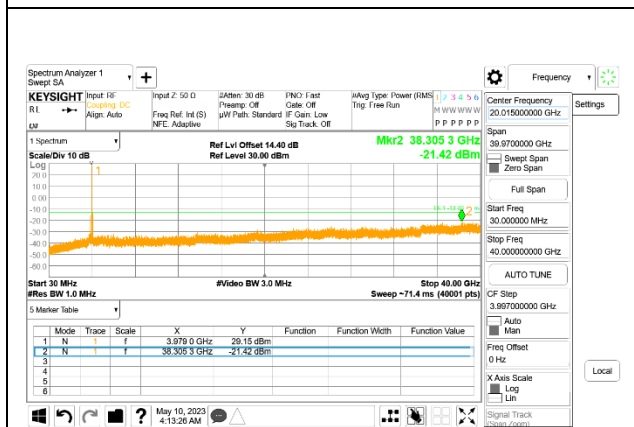 Spectrum Analyzer 1
Swept SA
Frequency
KEYSIGHT
RL
Input: RF
Coupling: DC
Align: Auto
Input Z: 50 Ω
Freq Ref: Int (S)
NFE: Adaptive
#Atten: 30 dB
Preamp: Off
µW Path: Standard
PNO: Fast
Gate: Off
IF Gain: Low
Sig Track: Off
#Avg Type: Power (RMS
Trig: Free Run
1 2 3 4 5 6
M W W W W W
P P P P P P
Center Frequency
20.015000000 GHz
Settings
Span
39.9700000 GHz
Swept Span
Zero Span
Full Span
Start Freq
30.000000 MHz
Stop Freq
40.000000000 GHz
AUTO TUNE
CF Step
3.997000000 GHz
Auto
Man
Freq Offset
0 Hz
X Axis Scale
Log
Lin
Signal Track
(Span Zoom)
Local
1 Spectrum
Scale/Div 10 dB
Ref Lvl Offset 14.40 dB
Ref Level 30.00 dBm
Mkr2 38.305 3 GHz
-21.42 dBm
Log
20.0
10.0
0.00
-10.0
-20.0
-30.0
-40.0
-50.0
-60.0
1
2
Start 30 MHz
#Res BW 1.0 MHz
#Video BW 3.0 MHz
Stop 40.00 GHz
Sweep ~71.4 ms (40001 pts)
5 Marker Table
Mode Trace Scale X Y Function Function Width Function Value
1 N 1 f 3.979 0 GHz 29.15 dBm
2 N 1 f 38.305 3 GHz -21.42 dBm
3
4
5
6
May 10, 2023
4:13:26 AM